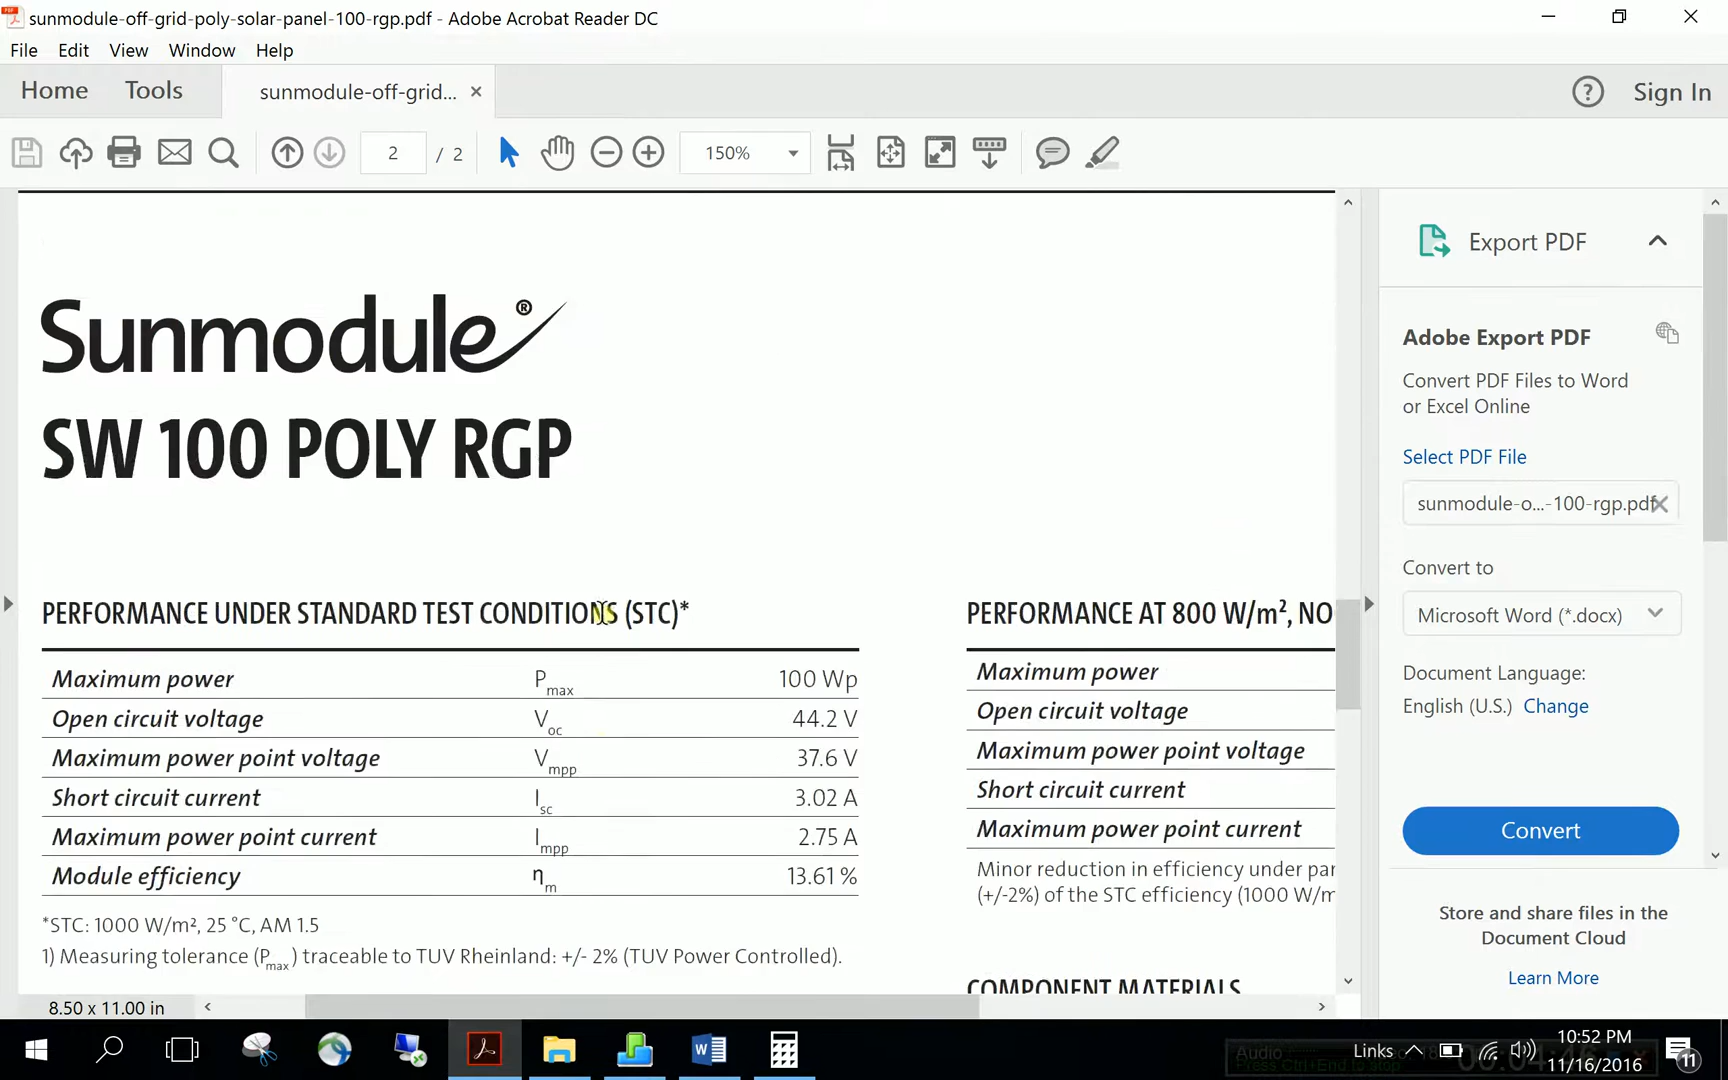 sunmodule-off-grid-poly-solar-panel-100-rgp.pdf - Adobe Acrobat Reader DC
File Edit View Window Help
Home Tools sunmodule-off-grid... × ? Sign In
2 / 2 150%
Export PDF
Adobe Export PDF
Convert PDF Files to Word
or Excel Online
Select PDF File
sunmodule-o...-100-rgp.pdf
Convert to
Microsoft Word (*.docx)
Document Language:
English (U.S.) Change
Convert
Store and share files in the
Document Cloud
Learn More
Sunmodule®
SW 100 POLY RGP
PERFORMANCE UNDER STANDARD TEST CONDITIONS (STC)*
Maximum power Pmax 100 Wp
Open circuit voltage Voc 44.2 V
Maximum power point voltage Vmpp 37.6 V
Short circuit current Isc 3.02 A
Maximum power point current Impp 2.75 A
Module efficiency ηm 13.61 %
*STC: 1000 W/m², 25 °C, AM 1.5
1) Measuring tolerance (Pmax) traceable to TUV Rheinland: +/- 2% (TUV Power Controlled).
PERFORMANCE AT 800 W/m², NO
Maximum power
Open circuit voltage
Maximum power point voltage
Short circuit current
Maximum power point current
Minor reduction in efficiency under par
(+/-2%) of the STC efficiency (1000 W/m
COMPONENT MATERIALS
8.50 x 11.00 in
Audio
Press Ctrl+End to stop
Links
10:52 PM
11/16/2016
11